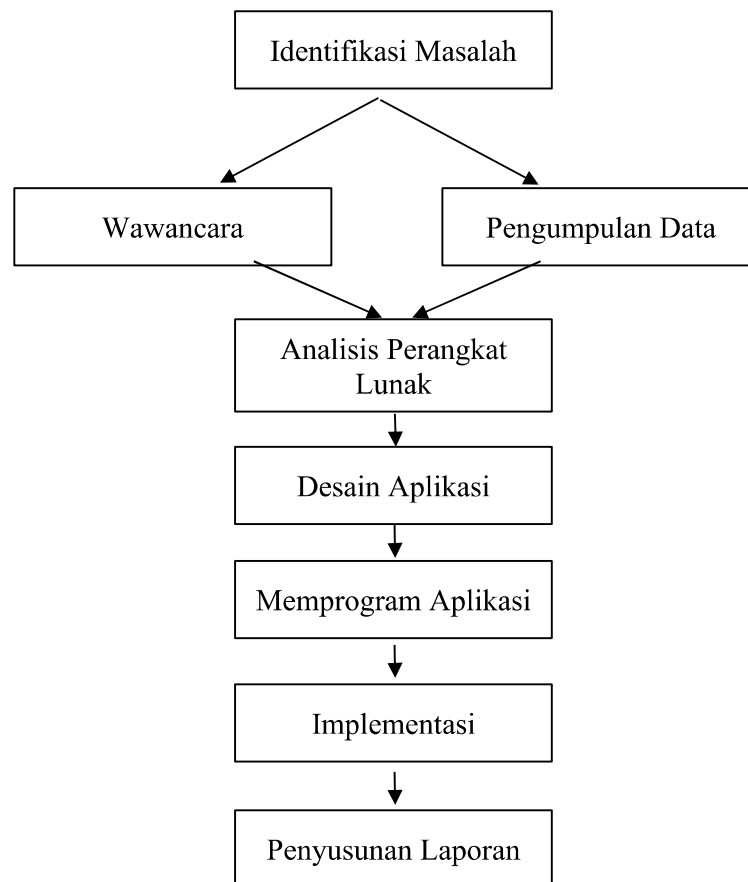 Identifikasi Masalah
Wawancara
Pengumpulan Data
Analisis Perangkat
Lunak
Desain Aplikasi
Memprogram Aplikasi
Implementasi
Penyusunan Laporan